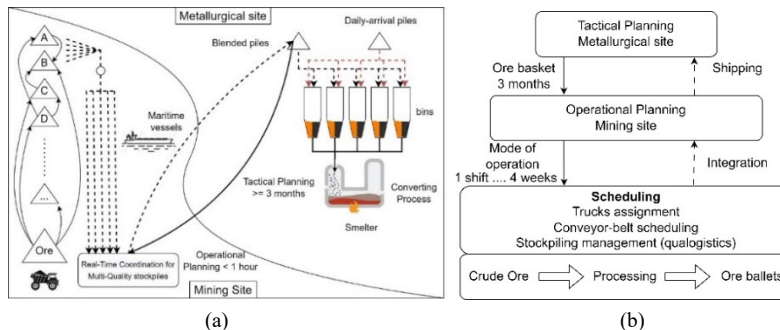 Metallurgical site
A
B
C
D
...
Ore
Maritime
vessels
Real-Time Coordination for
Multi-Quality stockpiles
Blended piles
Daily-arrival piles
bins
Tactical Planning
>= 3 months
Converting
Process
Smelter
Operational
Planning < 1 hour
Mining Site
(a)
Tactical Planning
Metallurgical site
Ore basket
3 months
Shipping
Operational Planning
Mining site
Mode of
operation
1 shift .... 4 weeks
Integration
Scheduling
Trucks assignment
Conveyor-belt scheduling
Stockpiling management (qualogistics)
Crude Ore
Processing
Ore ballets
(b)